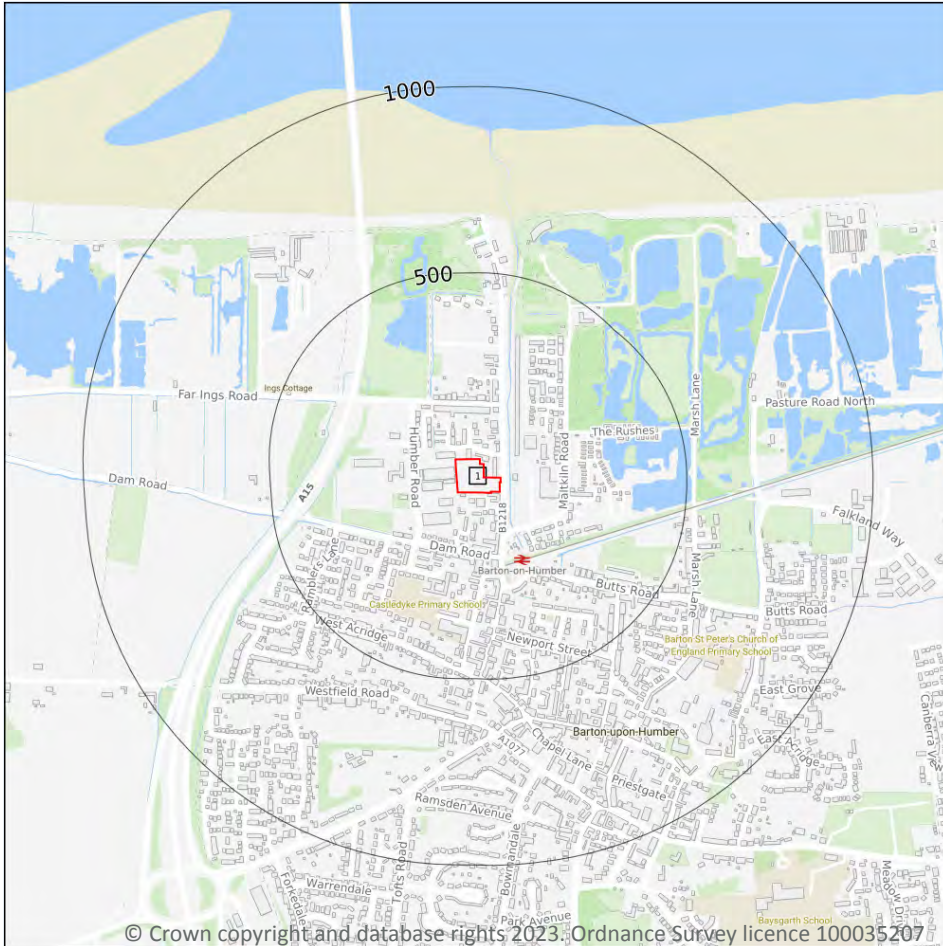 1000
500
Ings Cottage
Far Ings Road
Pasture Road North
Marsh Lane
The Rushes
Humber Road
Maltkiln Road
1
Dam Road
A15
B1218
Falkland Way
Dam Road
Barton-on-Humber
Ramblers Lane
Butts Road
Marsh Lane
Castledyke Primary School
Butts Road
West Acridge
Newport Street
Barton St Peter's Church of
England Primary School
Westfield Road
East Grove
Barton-upon-Humber
A1077
Chapel Lane
East Acridge
Priestgate
Ramsden Avenue
Tofts Road
Bowmandale
Forkedale
Warrendale
Park Avenue
Baysgarth School
© Crown copyright and database rights 2023. Ordnance Survey licence 100035207